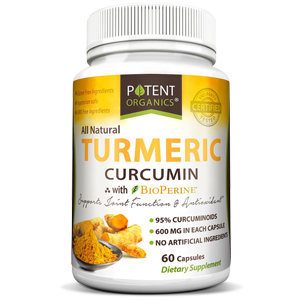 POTENT
ORGANICS®
CERTIFIED
All Natural
TURMERIC
CURCUMIN
with BIOPERINE®
Supports Joint Function & Antioxidant
• 95% CURCUMINOIDS
• 600 MG IN EACH CAPSULE
• NO ARTIFICIAL INGREDIENTS
60 Capsules
Dietary Supplement